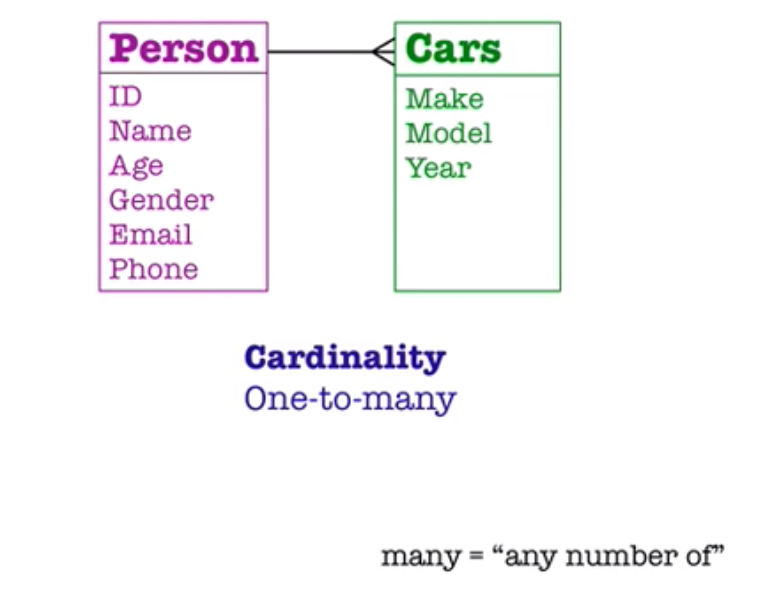 Person
ID
Name
Age
Gender
Email
Phone
Cars
Make
Model
Year
Cardinality
One-to-many
many = “any number of”